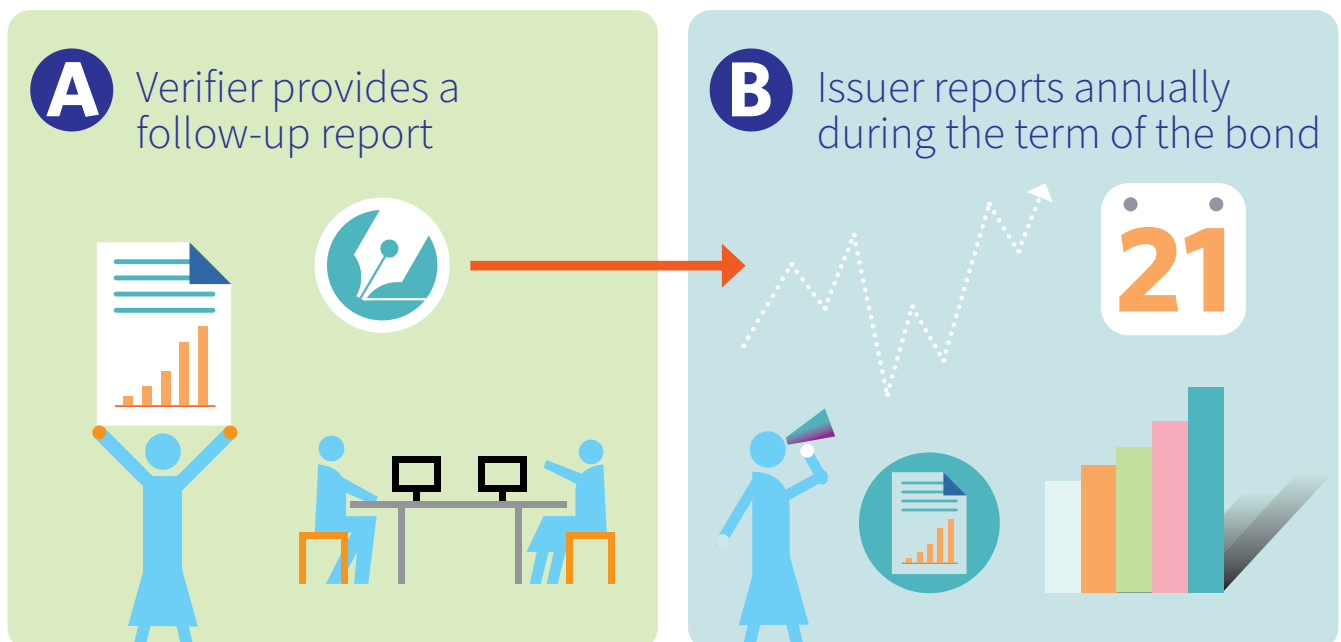 A
Verifier provides a
follow-up report
B
Issuer reports annually
during the term of the bond
21